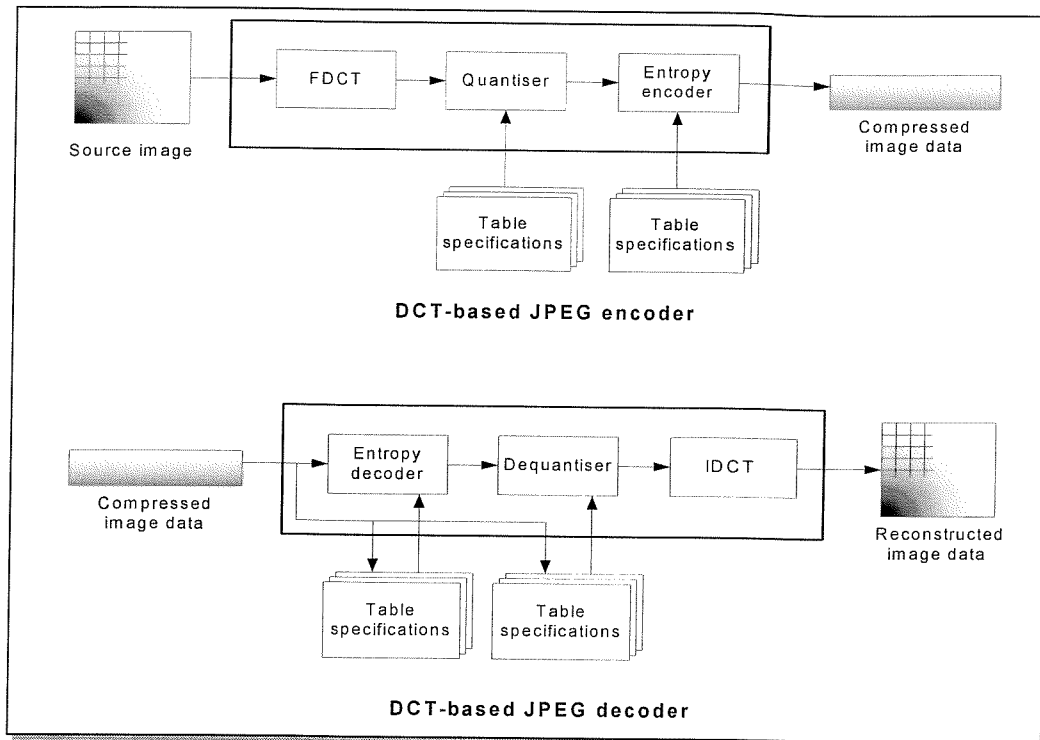 FDCT
Quantiser
Entropy
encoder
Source image
Compressed
image data
Table
specifications
Table
specifications
DCT-based JPEG encoder
Entropy
decoder
Dequantiser
IDCT
Compressed
image data
Reconstructed
image data
Table
specifications
Table
specifications
DCT-based JPEG decoder